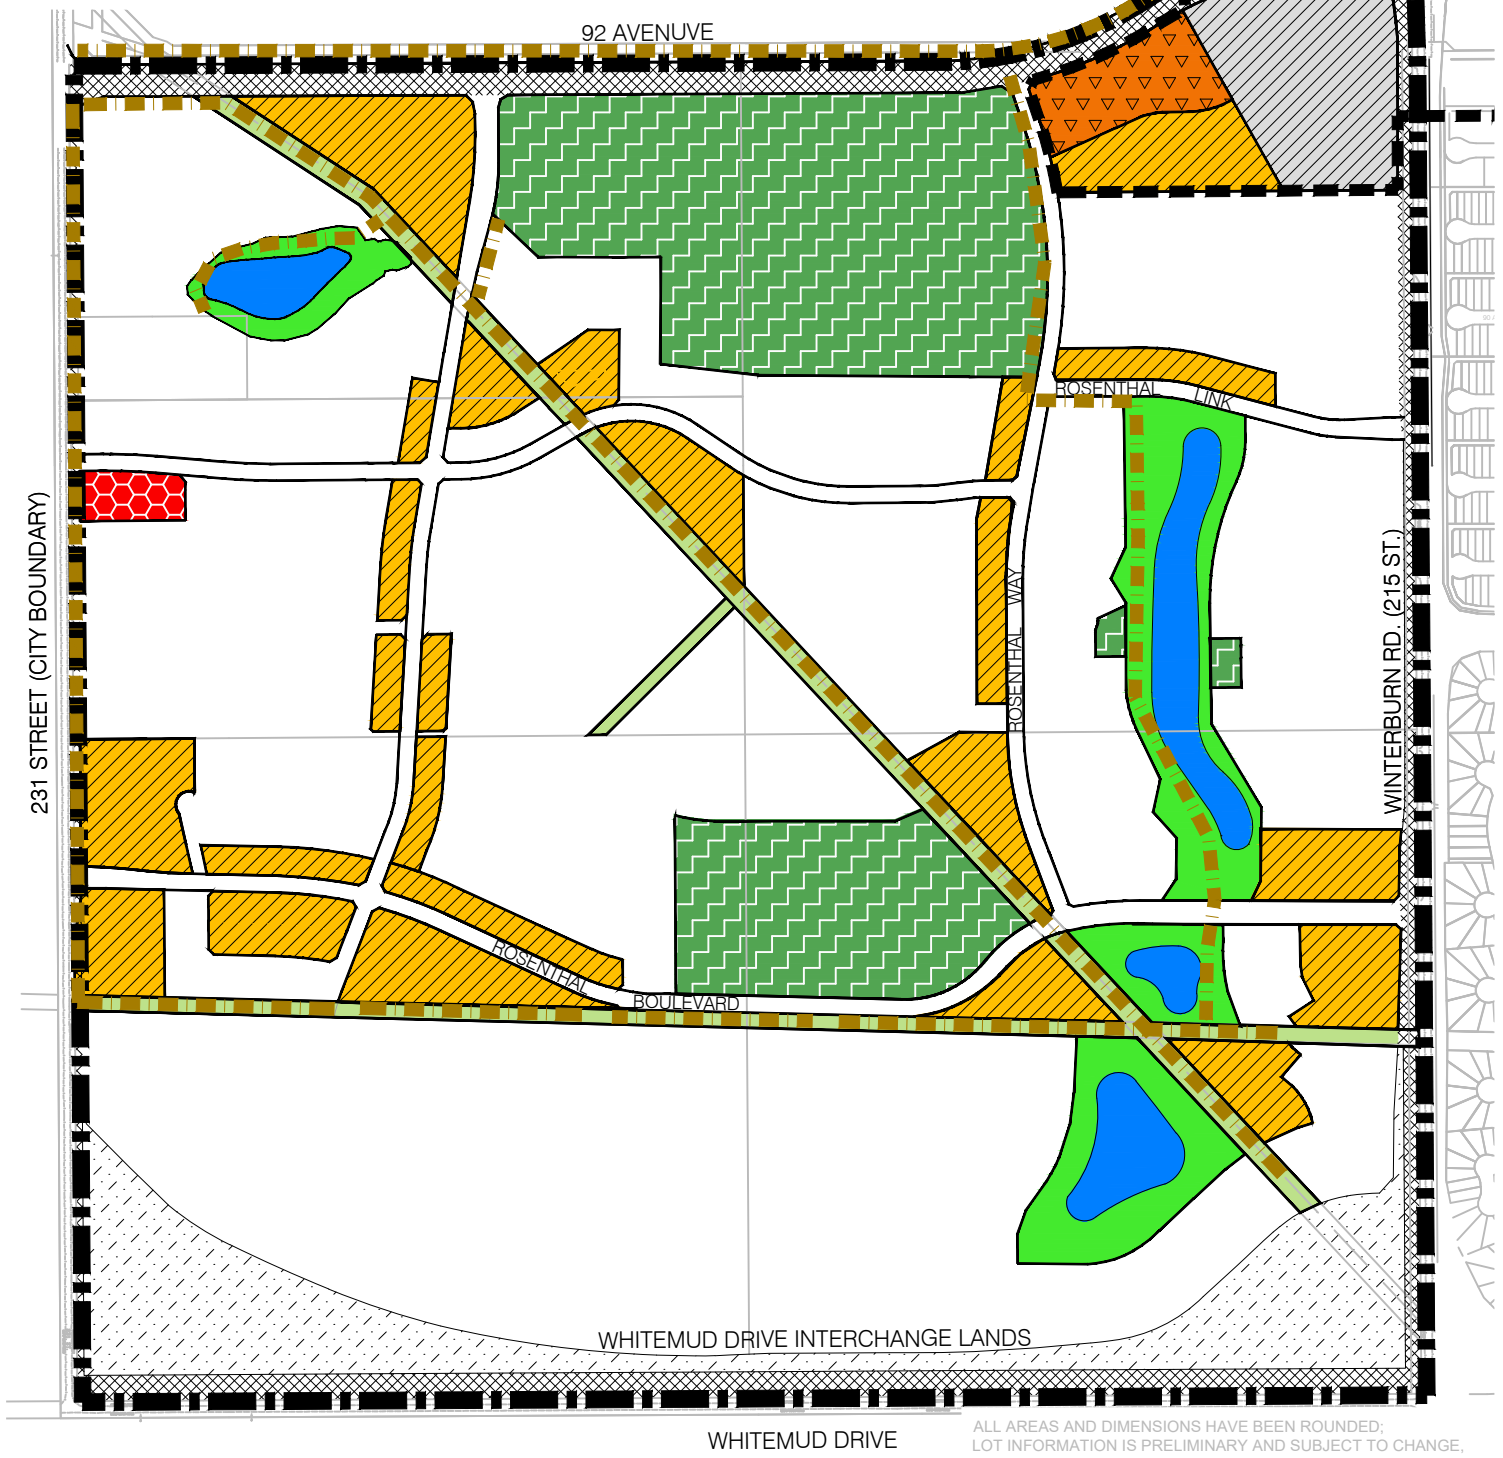 92 AVENUVE
ROSENTHAL LINK
231 STREET (CITY BOUNDARY)
ROSENTHAL WAY
WINTERBURN RD. (215 ST.)
ROSENTHAL BOULEVARD
WHITEMUD DRIVE INTERCHANGE LANDS
WHITEMUD DRIVE
ALL AREAS AND DIMENSIONS HAVE BEEN ROUNDED;
LOT INFORMATION IS PRELIMINARY AND SUBJECT TO CHANGE,